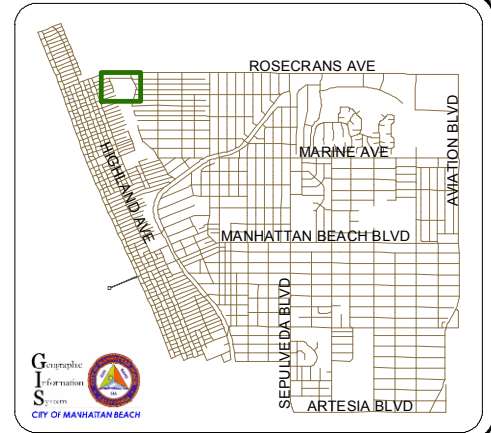 ROSECRANS AVE
MARINE AVE
AVIATION BLVD
HIGHLAND AVE
MANHATTAN BEACH BLVD
SEPULVEDA BLVD
ARTESIA BLVD
Geographic
Information
System
CITY OF MANHATTAN BEACH